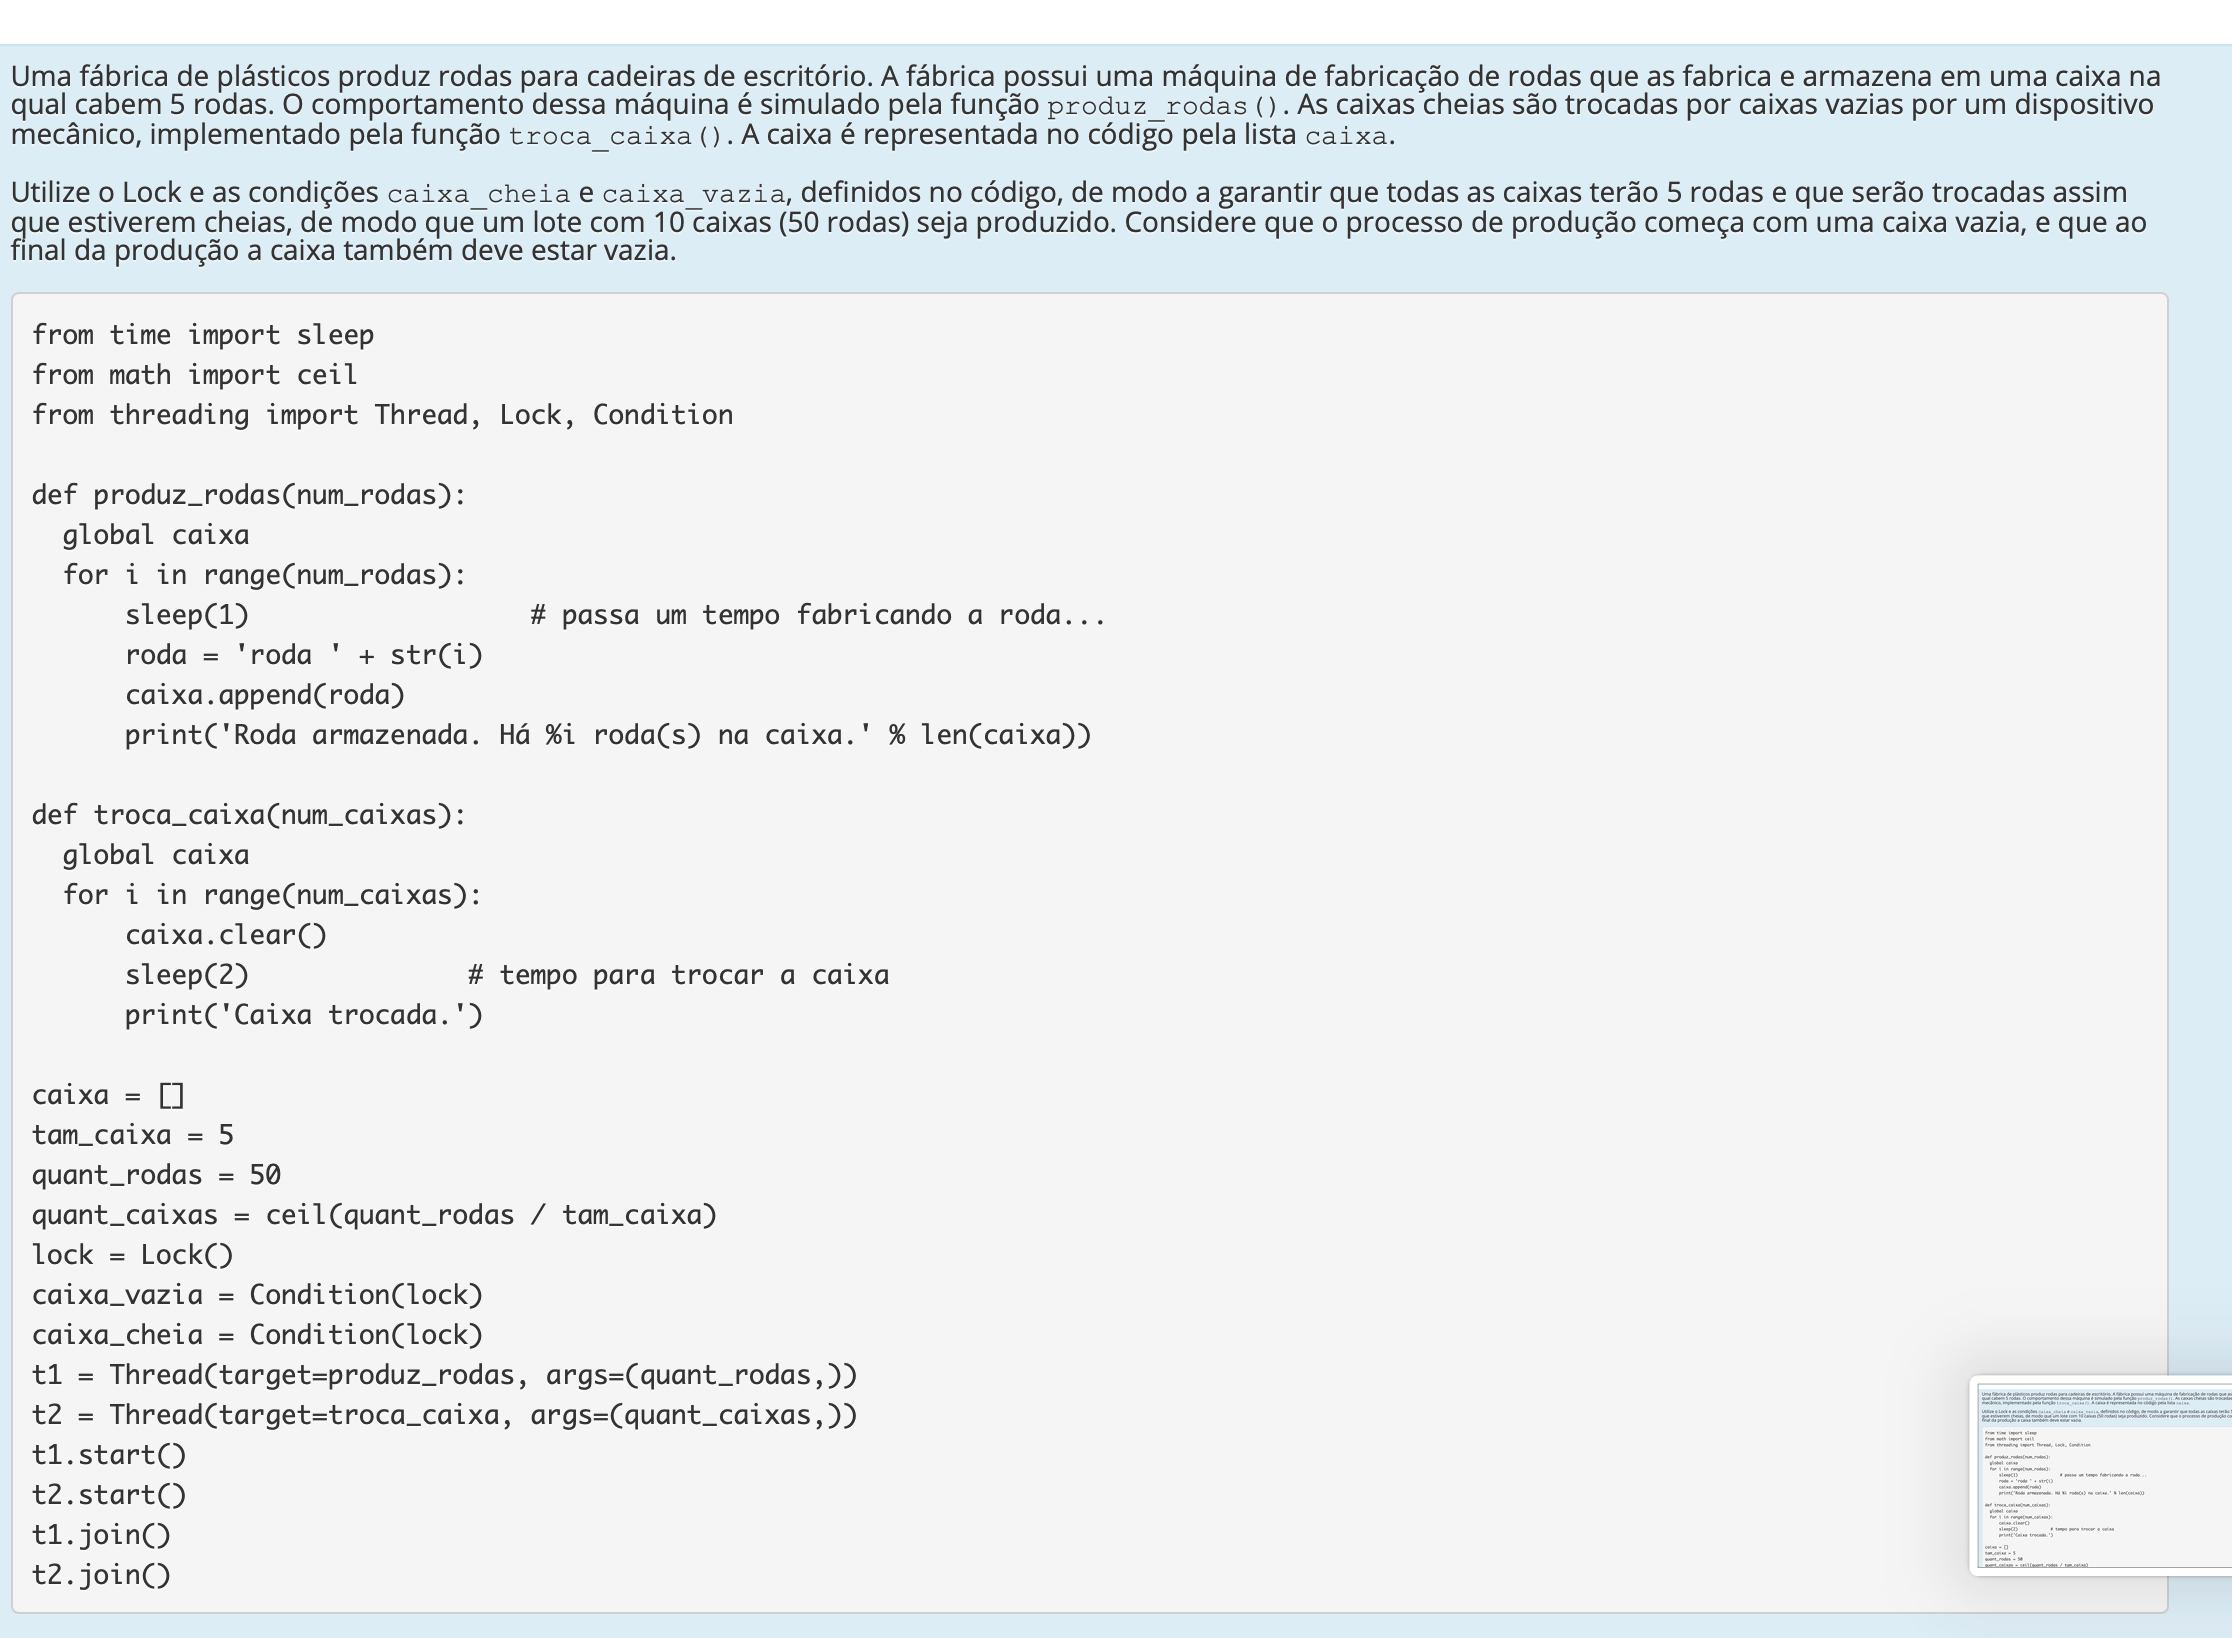 Uma fábrica de plásticos produz rodas para cadeiras de escritório. A fábrica possui uma máquina de fabricação de rodas que as fabrica e armazena em uma caixa na
qual cabem 5 rodas. O comportamento dessa máquina é simulado pela função produz_rodas(). As caixas cheias são trocadas por caixas vazias por um dispositivo
mecânico, implementado pela função troca_caixa(). A caixa é representada no código pela lista caixa.

Utilize o Lock e as condições caixa_cheia e caixa_vazia, definidos no código, de modo a garantir que todas as caixas terão 5 rodas e que serão trocadas assim
que estiverem cheias, de modo que um lote com 10 caixas (50 rodas) seja produzido. Considere que o processo de produção começa com uma caixa vazia, e que ao
final da produção a caixa também deve estar vazia.

from time import sleep
from math import ceil
from threading import Thread, Lock, Condition

def produz_rodas(num_rodas):
  global caixa
  for i in range(num_rodas):
      sleep(1)                  # passa um tempo fabricando a roda...
      roda = 'roda ' + str(i)
      caixa.append(roda)
      print('Roda armazenada. Há %i roda(s) na caixa.' % len(caixa))

def troca_caixa(num_caixas):
  global caixa
  for i in range(num_caixas):
      caixa.clear()
      sleep(2)              # tempo para trocar a caixa
      print('Caixa trocada.')

caixa = []
tam_caixa = 5
quant_rodas = 50
quant_caixas = ceil(quant_rodas / tam_caixa)
lock = Lock()
caixa_vazia = Condition(lock)
caixa_cheia = Condition(lock)
t1 = Thread(target=produz_rodas, args=(quant_rodas,))
t2 = Thread(target=troca_caixa, args=(quant_caixas,))
t1.start()
t2.start()
t1.join()
t2.join()